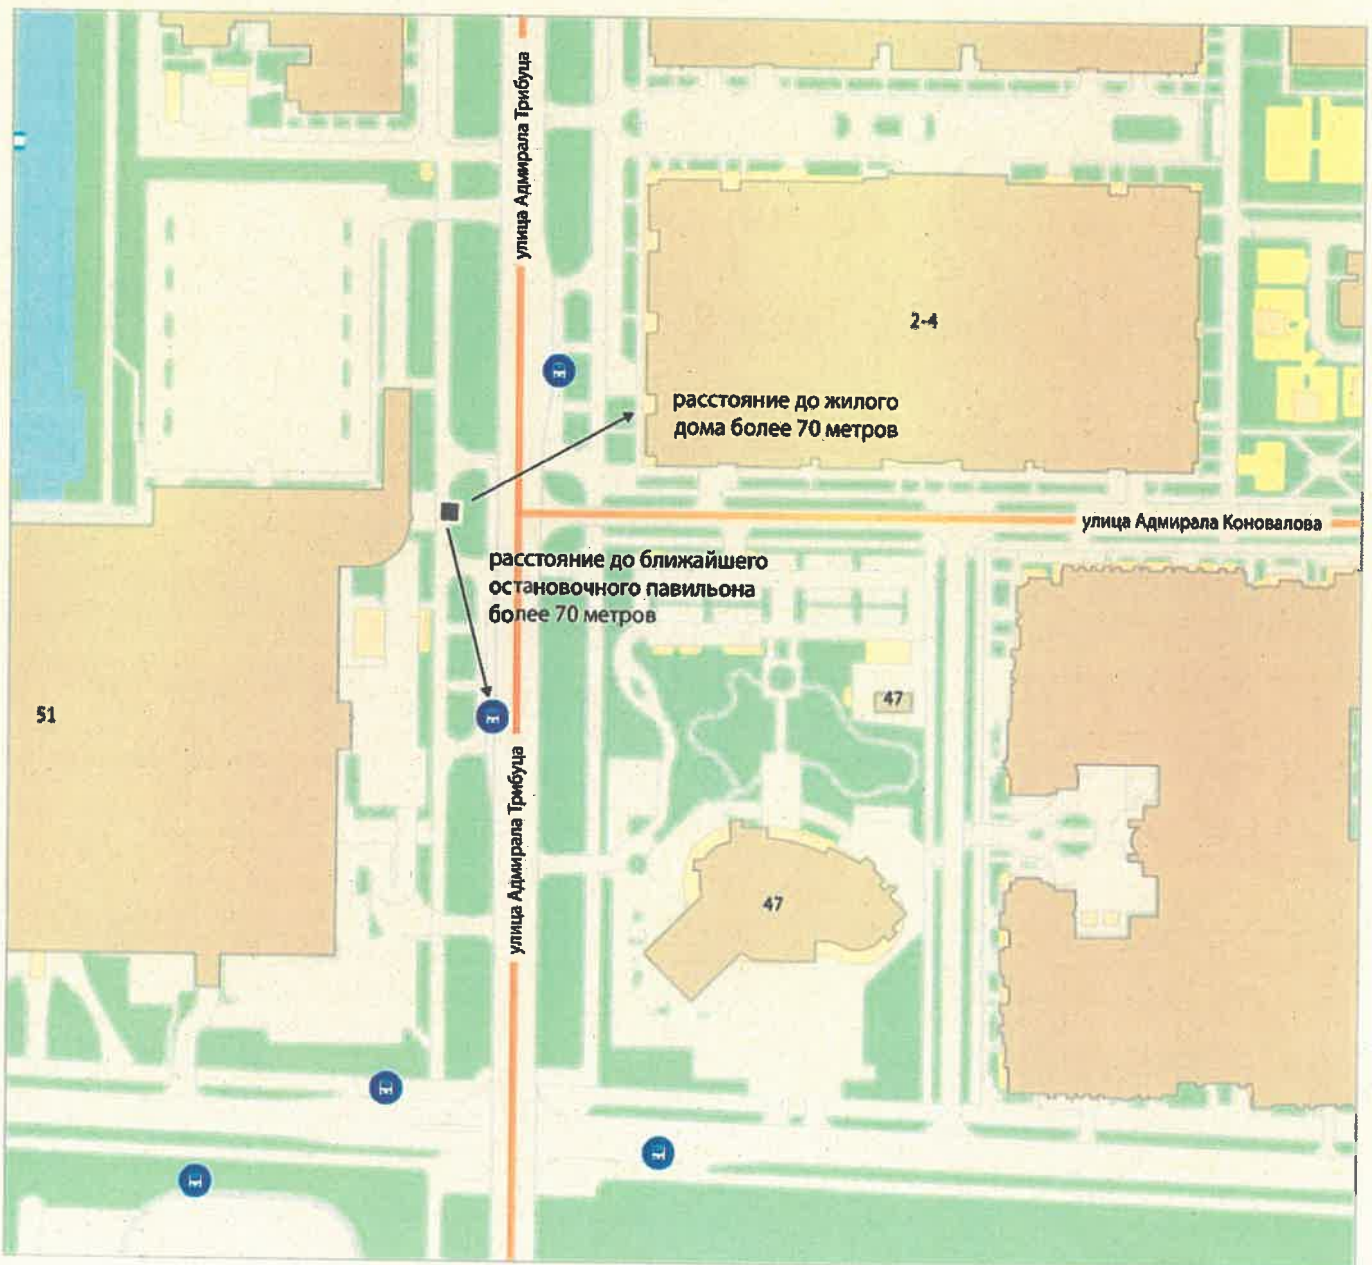 улица Адмирала Трибуца
2-4
расстояние до жилого
дома более 70 метров
улица Адмирала Коновалова
расстояние до ближайшего
остановочного павильона
более 70 метров
47
51
улица Адмирала Трибуца
47